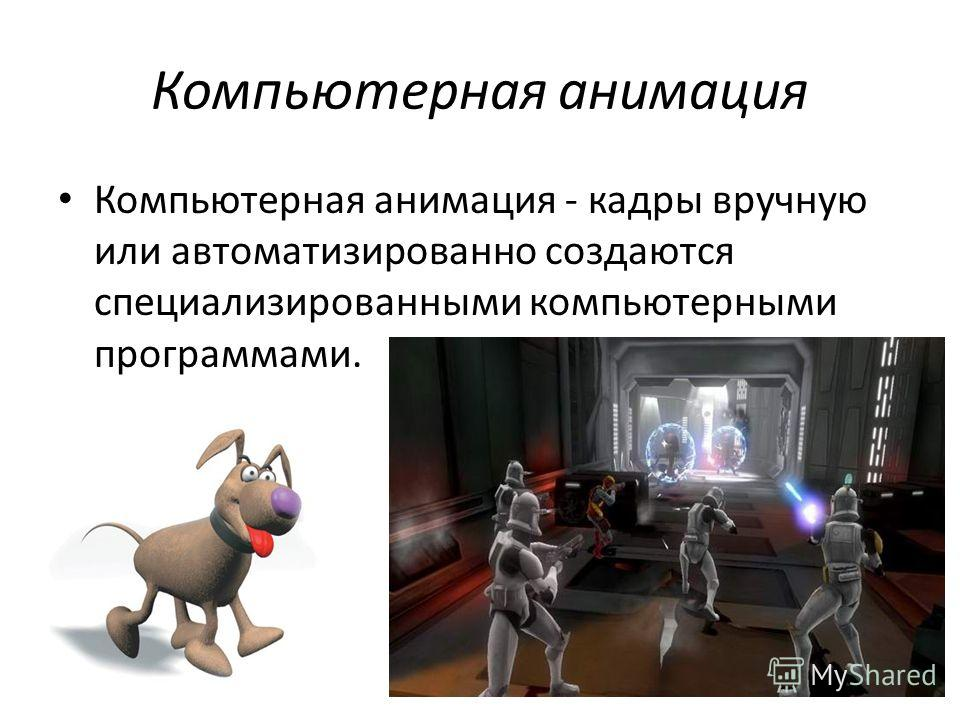 Компьютерная анимация
• Компьютерная анимация - кадры вручную
или автоматизированно создаются
специализированными компьютерными
программами.
MyShared